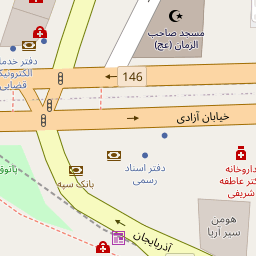 مسجد صاحب
الزمان (عج)
دفتر خدمات
الکترونیک
قضایی
146
خیابان آزادی
دفتر اسناد
رسمی
داروخانه
دکتر عاطفه
شریفی
بانک سپه
هومن
سیر آریا
آذربایجان